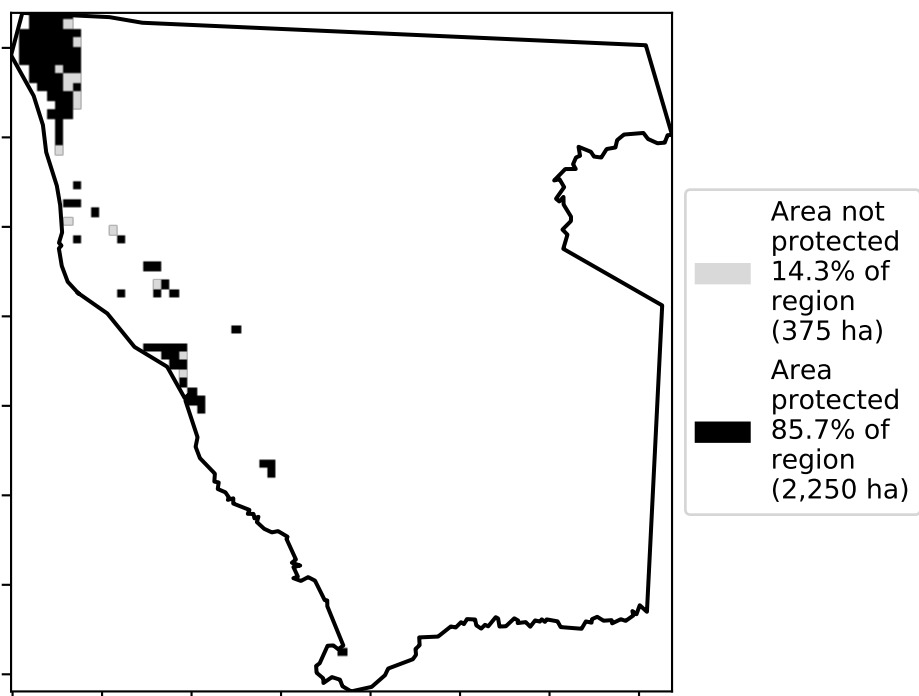 Area not
protected
14.3% of
region
(375 ha)
Area
protected
85.7% of
region
(2,250 ha)